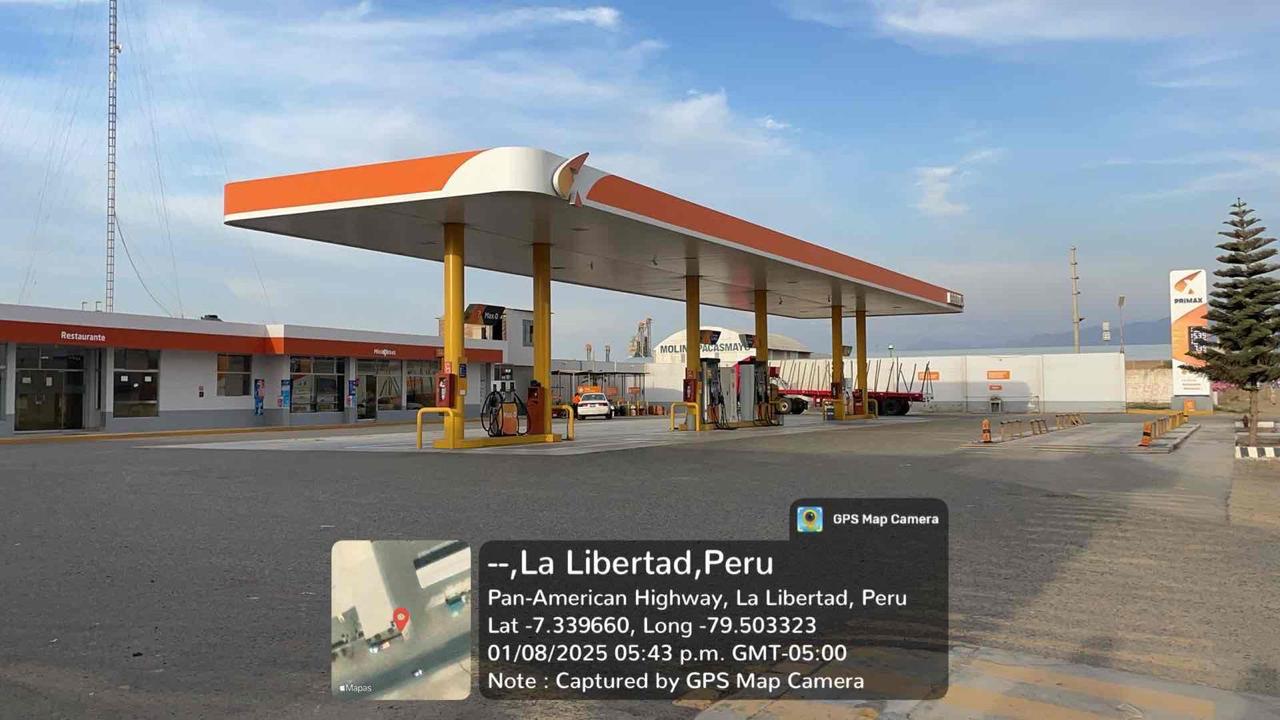 Restaurante
Max D
MOLINO PACASMAYO
PRIMAX
GPS Map Camera
--,La Libertad,Peru
Pan-American Highway, La Libertad, Peru
Lat -7.339660, Long -79.503323
01/08/2025 05:43 p.m. GMT-05:00
Note : Captured by GPS Map Camera
Mapas